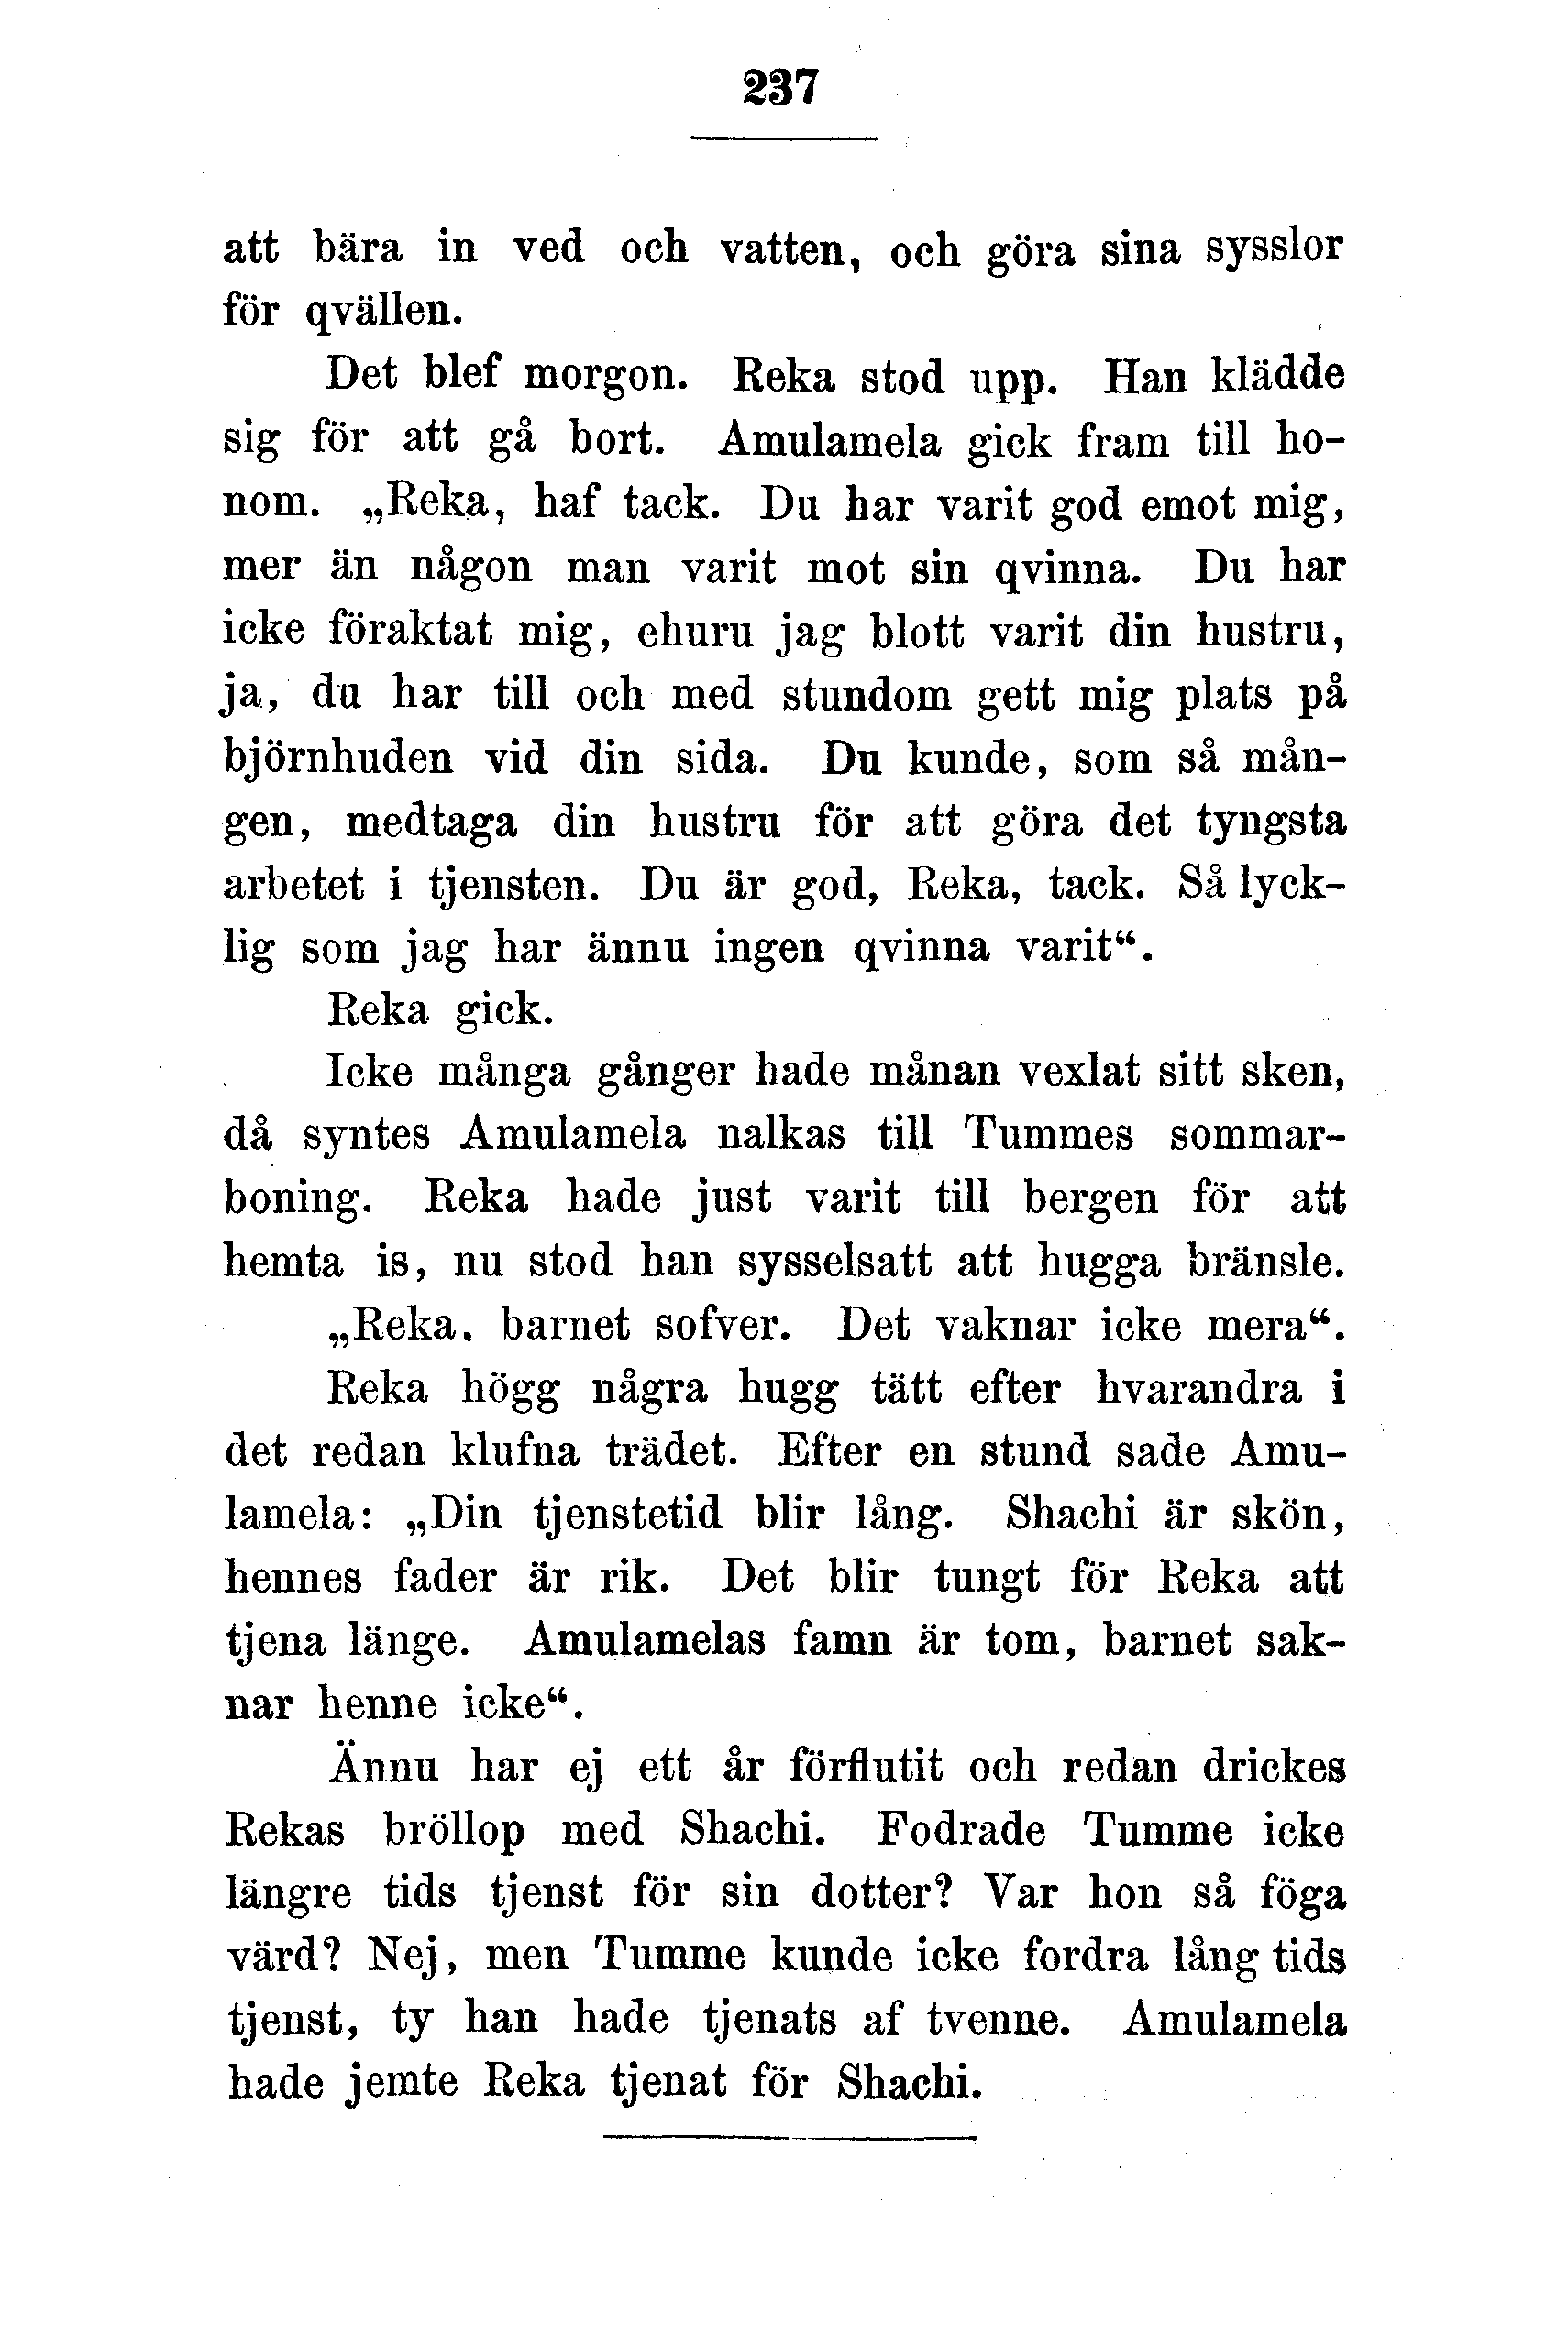 237
att bära in ved och vatten, och göra sina sysslor
för qvällen.
Det blef morgon. Reka stod upp. Han klädde
sig för att gå bort. Amulamela gick fram till ho-
nom. „Reka, haf tack. Du har varit god emot mig,
mer än någon man varit mot sin qvinna. Du har
icke föraktat mig, ehuru jag blott varit din hustru,
ja, du har till och med stundom gett mig plats på
björnhuden vid din sida. Du kunde, som så mån-
gen, medtaga din hustru för att göra det tyngsta
arbetet i tjensten. Du är god, Reka, tack. Så lyck-
lig som jag har ännu ingen qvinna varit“.
Reka gick.
Icke många gånger hade månan vexlat sitt sken,
då syntes Amulamela nalkas till Tummes sommar-
boning. Reka hade just varit till bergen för att
hemta is, nu stod han sysselsatt att hugga bränsle.
„Reka, barnet sofver. Det vaknar icke mera“.
Reka högg några hugg tätt efter hvarandra i
det redan klufna trädet. Efter en stund sade Amu-
lamela: „Din tjenstetid blir lång. Shachi är skön,
hennes fader är rik. Det blir tungt för Reka att
tjena länge. Amulamelas famn är tom, barnet sak-
nar henne icke“.
Ännu har ej ett år förflutit och redan drickes
Rekas bröllop med Shachi. Fodrade Tumme icke
längre tids tjenst för sin dotter? Var hon så föga
värd? Nej, men Tumme kunde icke fordra lång tids
tjenst, ty han hade tjenats af tvenne. Amulamela
hade jemte Reka tjenat för Shachi.